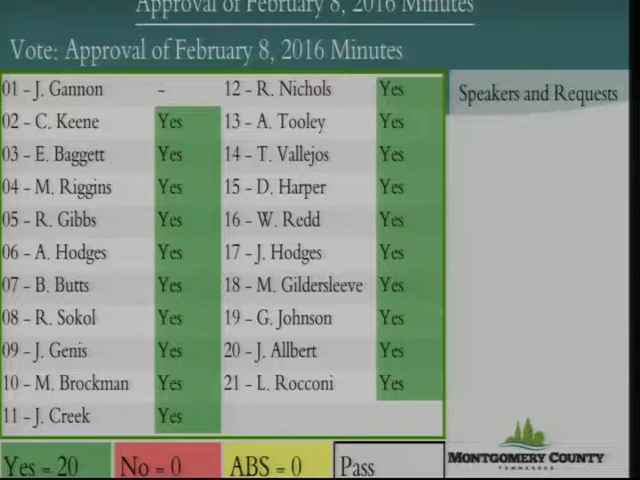 Approval of February 8, 2016 Minutes
Vote: Approval of February 8, 2016 Minutes
01 – J. Gannon –
02 – C. Keene Yes
03 – E. Baggett Yes
04 – M. Riggins Yes
05 – R. Gibbs Yes
06 – A. Hodges Yes
07 – B. Butts Yes
08 – R. Sokol Yes
09 – J. Genis Yes
10 – M. Brockman Yes
11 – J. Creek Yes
12 – R. Nichols Yes
13 – A. Tooley Yes
14 – T. Vallejos Yes
15 – D. Harper Yes
16 – W. Redd Yes
17 – J. Hodges Yes
18 – M. Gildersleeve Yes
19 – G. Johnson Yes
20 – J. Allbert Yes
21 – L. Rocconi Yes
Speakers and Requests
Yes = 20 No = 0 ABS = 0 Pass
MONTGOMERY COUNTY
TENNESSEE